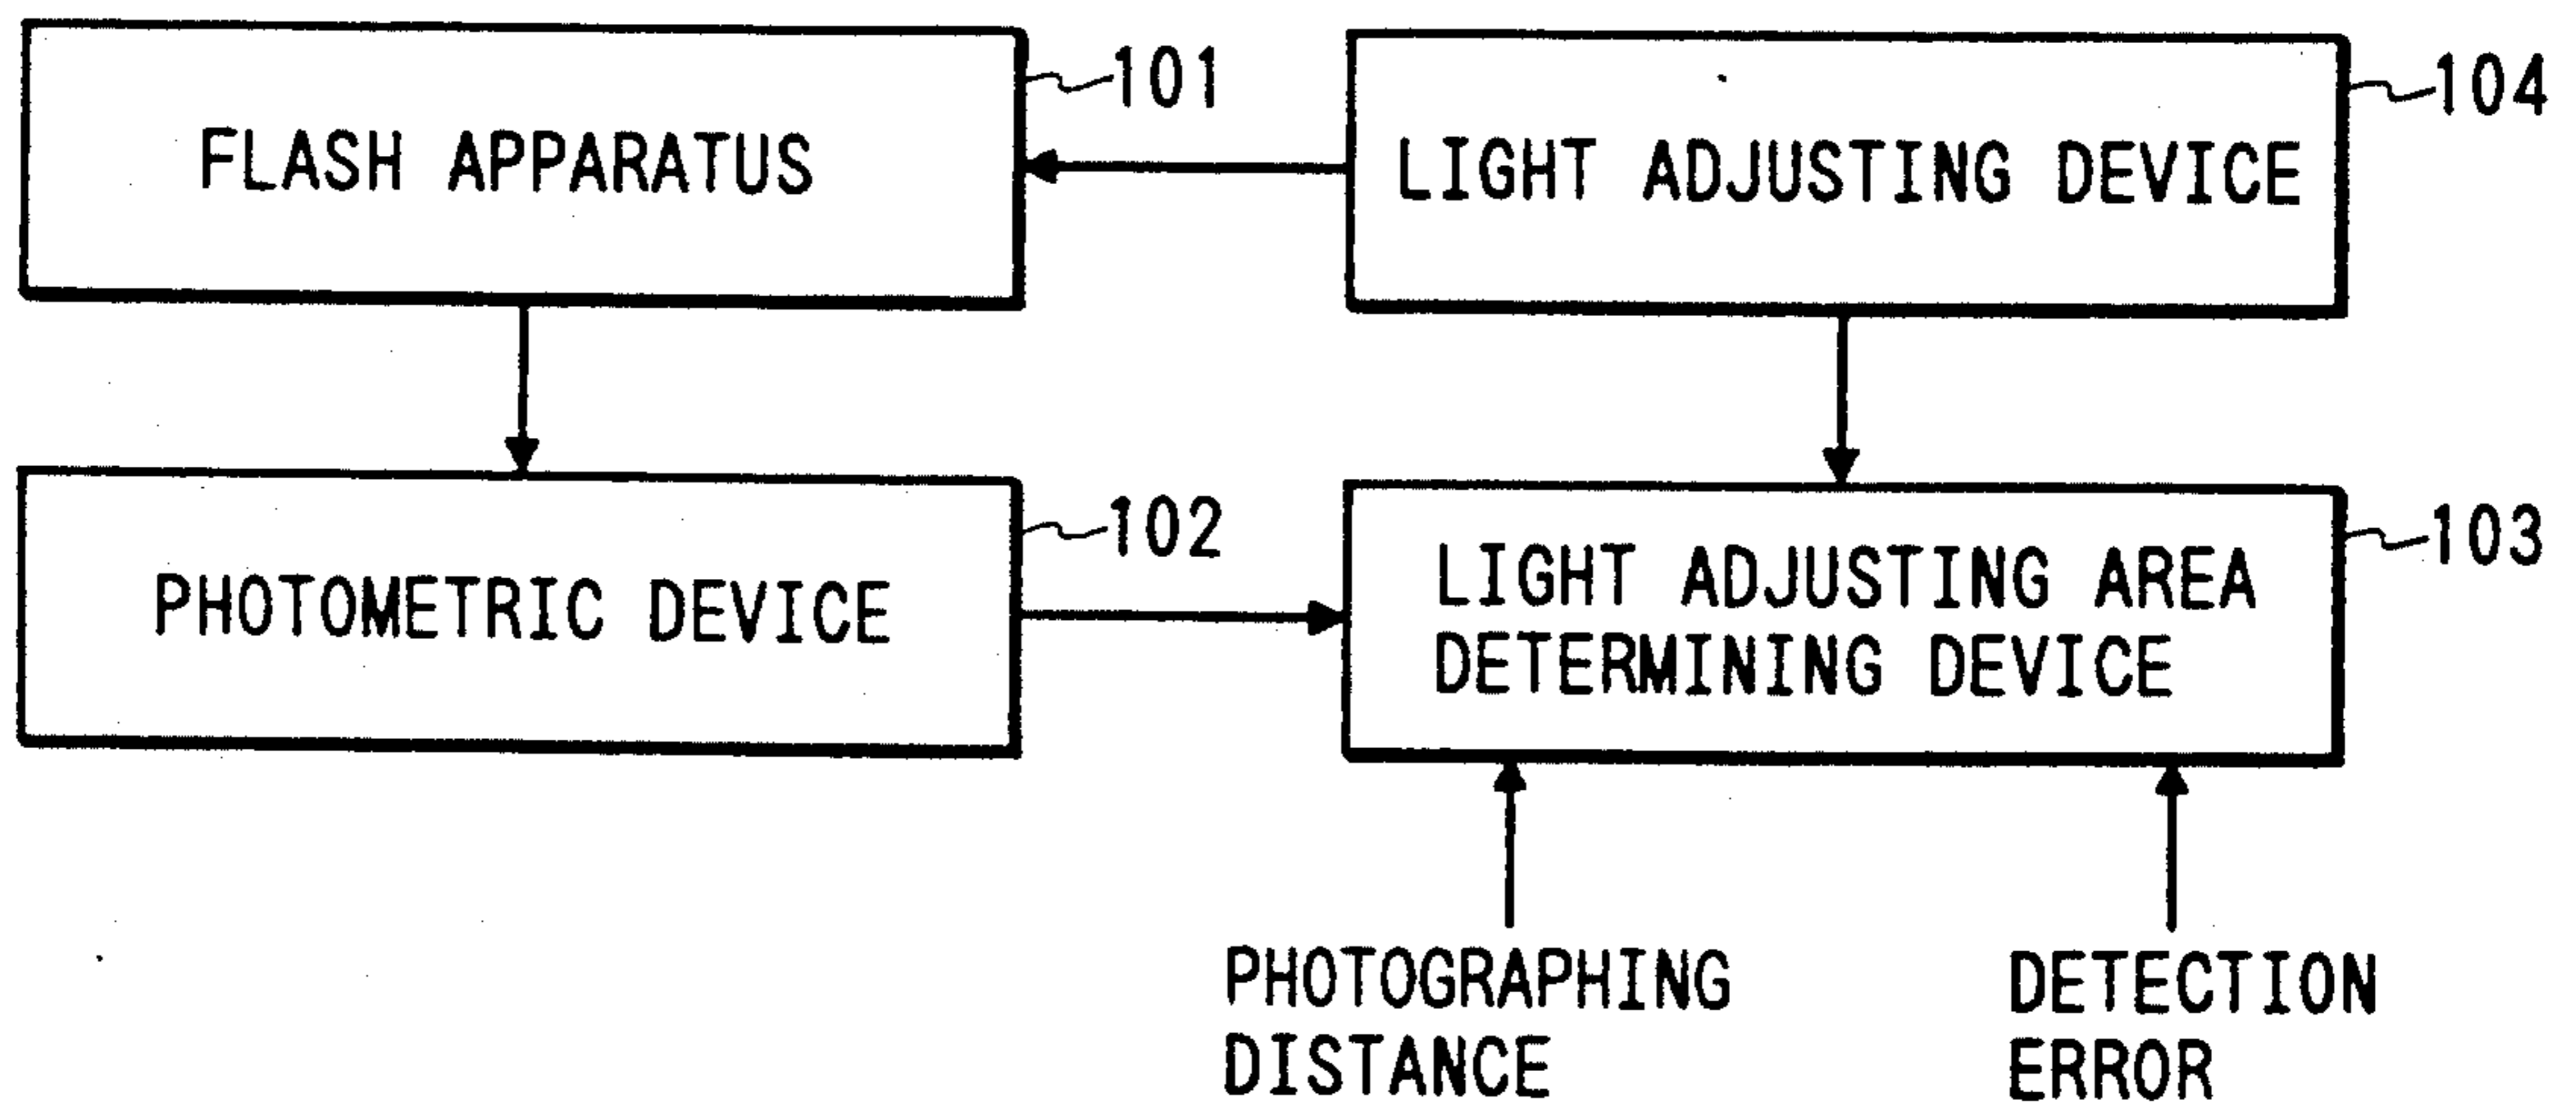 101
FLASH APPARATUS
104
LIGHT ADJUSTING DEVICE
102
PHOTOMETRIC DEVICE
103
LIGHT ADJUSTING AREA
DETERMINING DEVICE
PHOTOGRAPHING
DISTANCE
DETECTION
ERROR